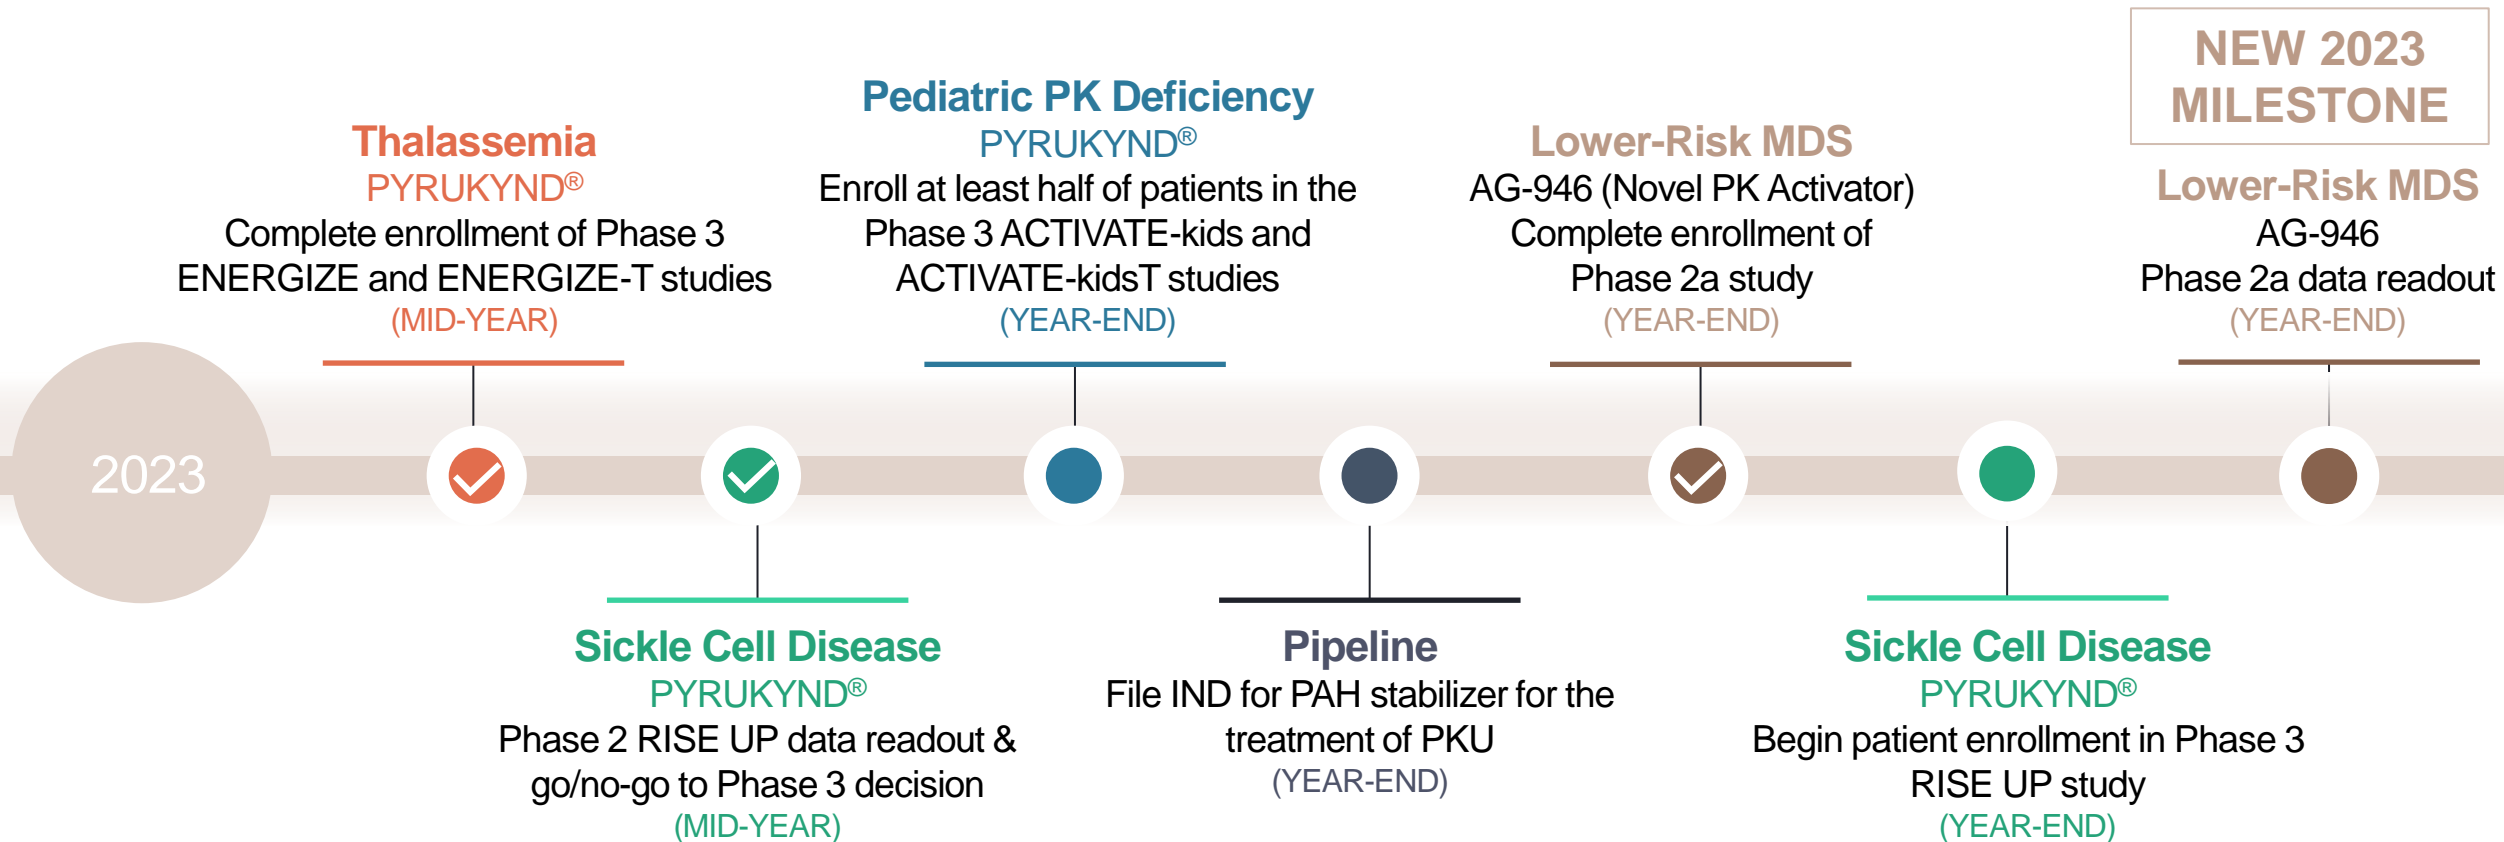 2023
Thalassemia
PYRUKYND®
Complete enrollment of Phase 3
ENERGIZE and ENERGIZE-T studies
(MID-YEAR)
Sickle Cell Disease
PYRUKYND®
Phase 2 RISE UP data readout &
go/no-go to Phase 3 decision
(MID-YEAR)
Pediatric PK Deficiency
PYRUKYND®
Enroll at least half of patients in the
Phase 3 ACTIVATE-kids and
ACTIVATE-kidsT studies
(YEAR-END)
Pipeline
File IND for PAH stabilizer for the
treatment of PKU
(YEAR-END)
Lower-Risk MDS
AG-946 (Novel PK Activator)
Complete enrollment of
Phase 2a study
(YEAR-END)
Sickle Cell Disease
PYRUKYND®
Begin patient enrollment in Phase 3
RISE UP study
(YEAR-END)
NEW 2023
MILESTONE
Lower-Risk MDS
AG-946
Phase 2a data readout
(YEAR-END)